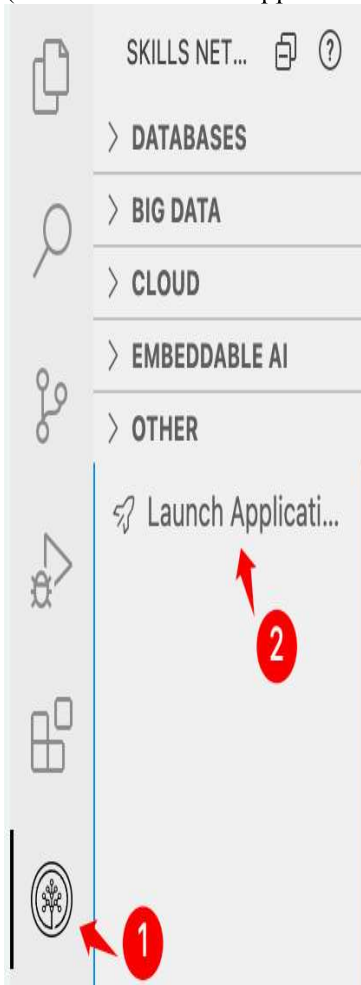 SKILLS NET...
DATABASES
BIG DATA
CLOUD
EMBEDDABLE AI
OTHER
Launch Applicati...
2
1